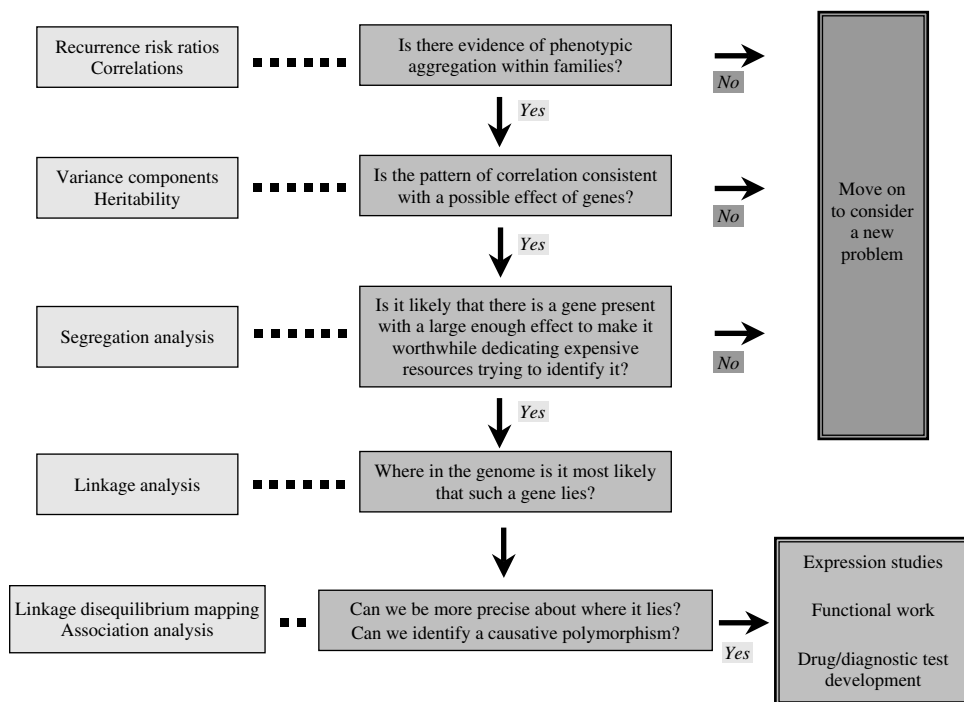 Recurrence risk ratios
Correlations
Is there evidence of phenotypic
aggregation within families?
No
Yes
Variance components
Heritability
Is the pattern of correlation consistent
with a possible effect of genes?
No
Move on
to consider
a new
problem
Yes
Segregation analysis
Is it likely that there is a gene present
with a large enough effect to make it
worthwhile dedicating expensive
resources trying to identify it?
No
Yes
Linkage analysis
Where in the genome is it most likely
that such a gene lies?
Linkage disequilibrium mapping
Association analysis
Can we be more precise about where it lies?
Can we identify a causative polymorphism?
Yes
Expression studies
Functional work
Drug/diagnostic test
development